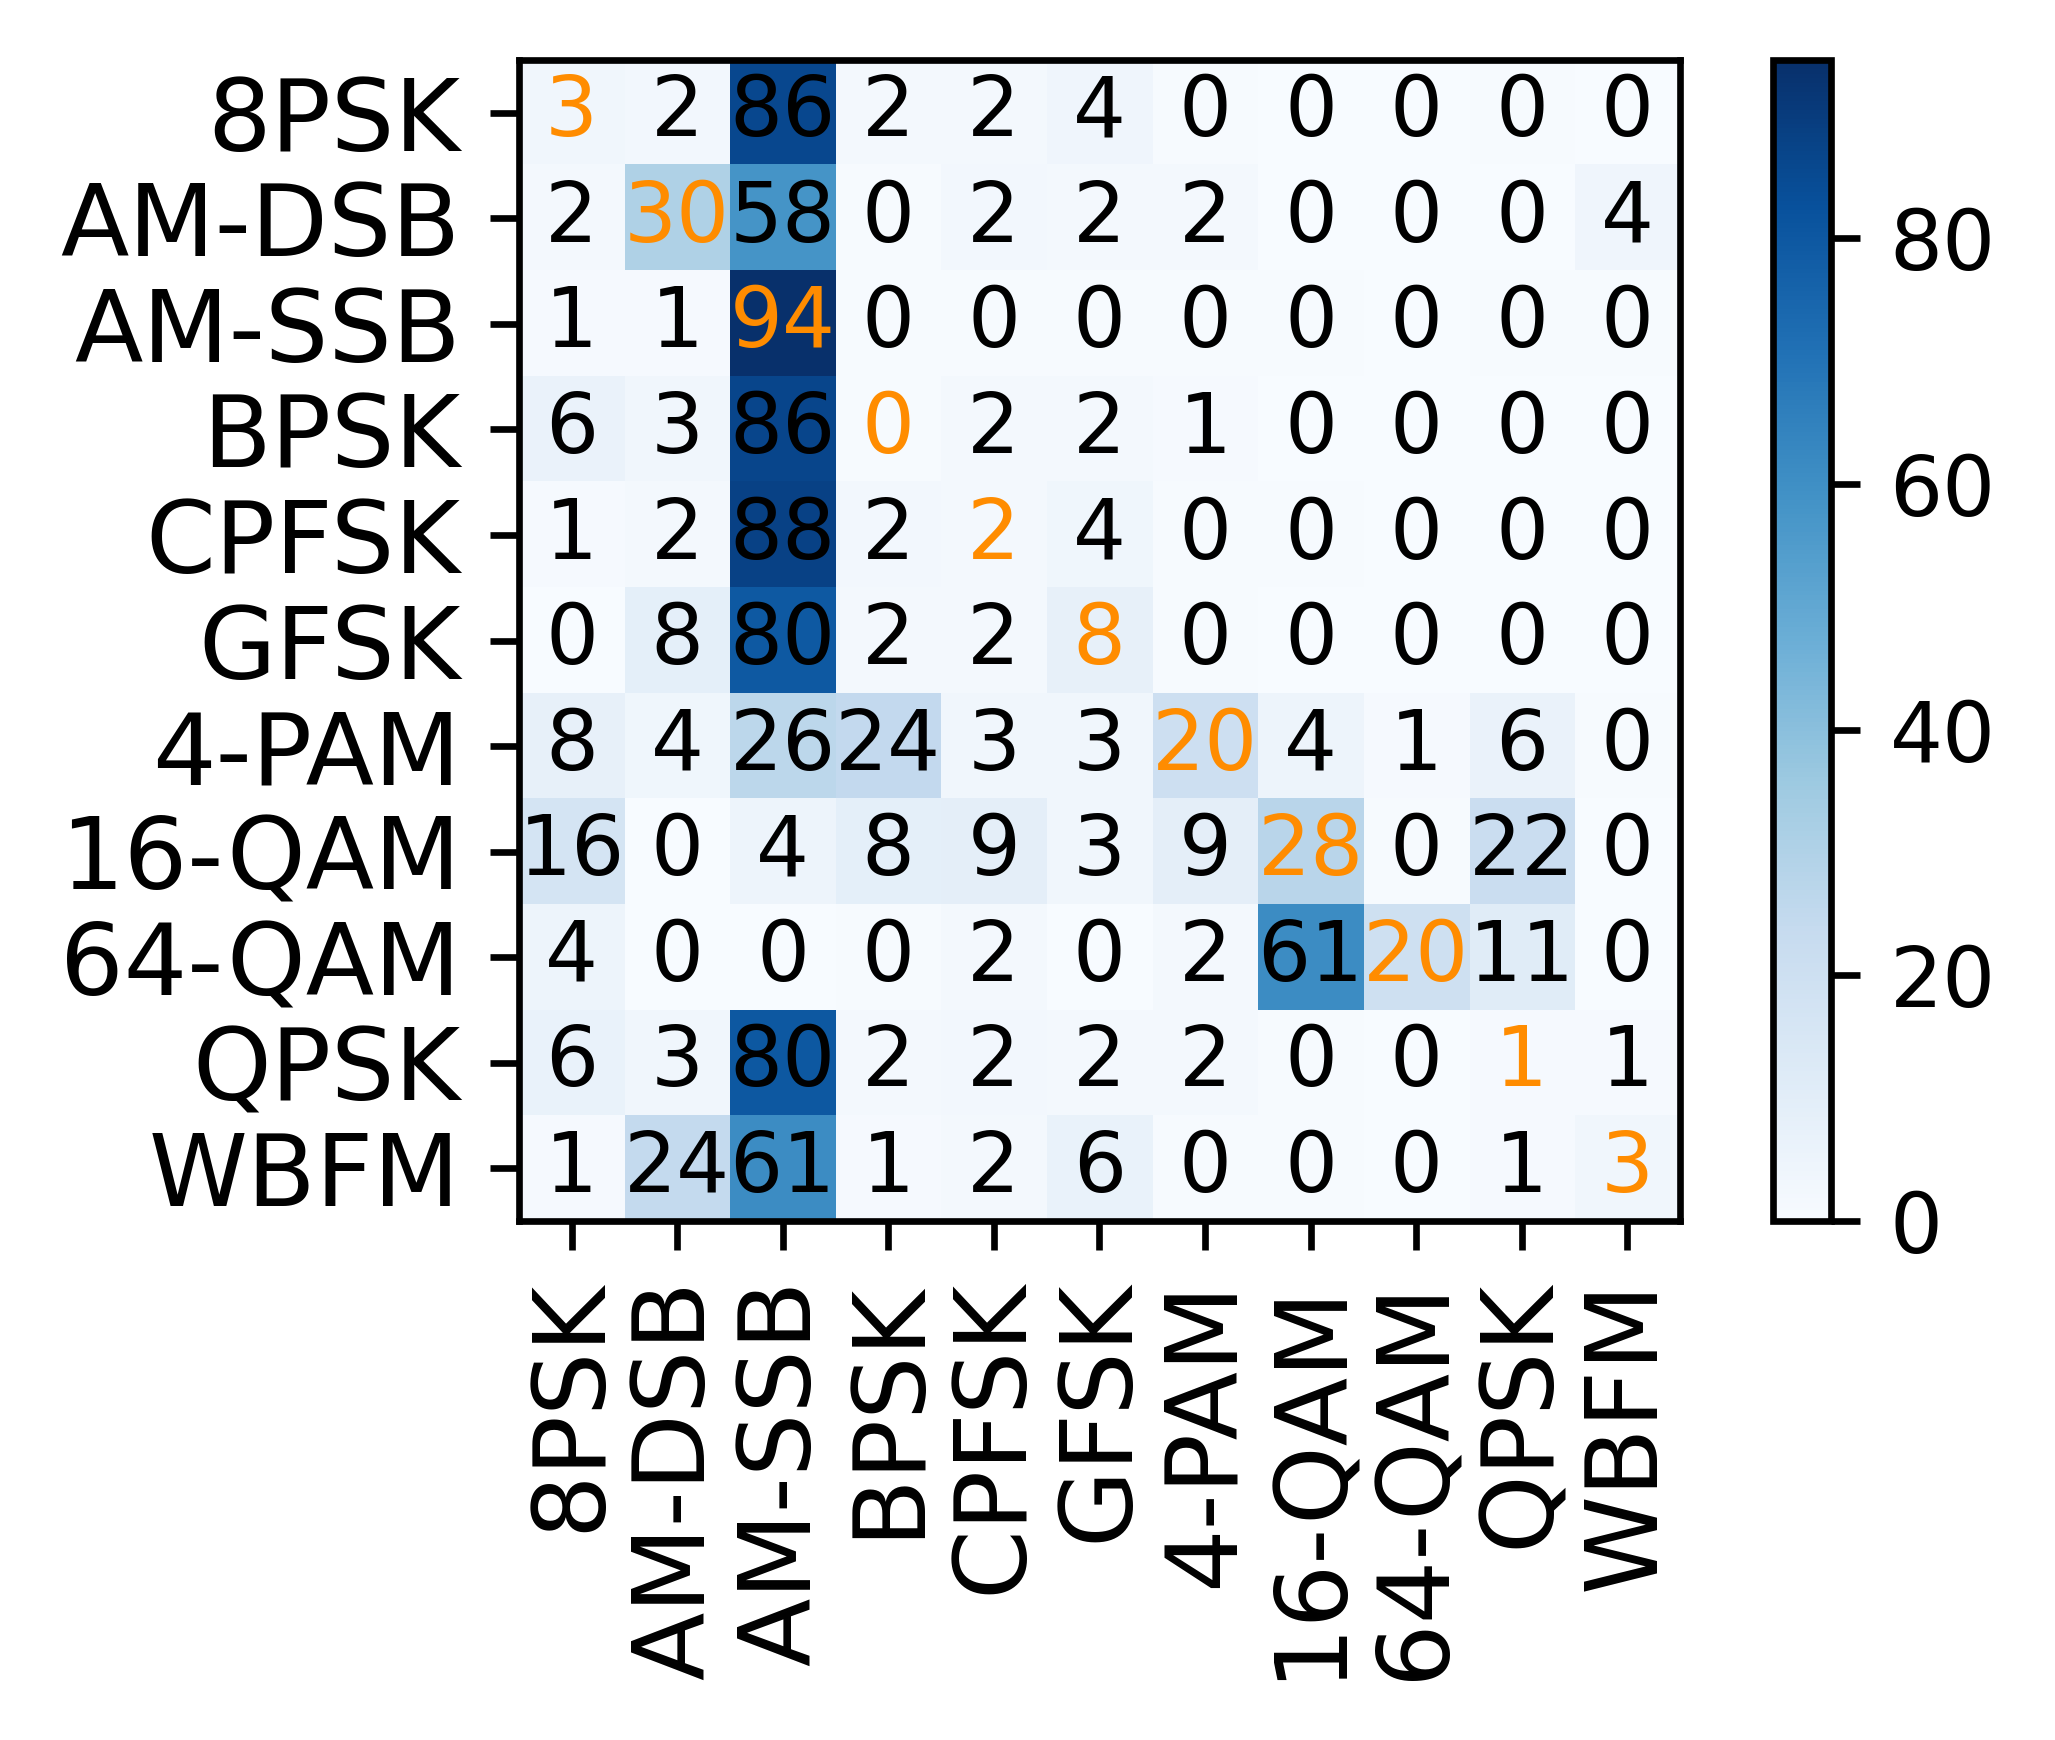 8PSK 3 2 86 2 2 4 0 0 0 0 0
AM-DSB 2 30 58 0 2 2 2 0 0 0 4
AM-SSB 1 1 94 0 0 0 0 0 0 0 0
BPSK 6 3 86 0 2 2 1 0 0 0 0
CPFSK 1 2 88 2 2 4 0 0 0 0 0
GFSK 0 8 80 2 2 8 0 0 0 0 0
4-PAM 8 4 26 24 3 3 20 4 1 6 0
16-QAM 16 0 4 8 9 3 9 28 0 22 0
64-QAM 4 0 0 0 2 0 2 61 20 11 0
QPSK 6 3 80 2 2 2 2 0 0 1 1
WBFM 1 24 61 1 2 6 0 0 0 1 3
8PSK
AM-DSB
AM-SSB
BPSK
CPFSK
GFSK
4-PAM
16-QAM
64-QAM
QPSK
WBFM
80
60
40
20
0